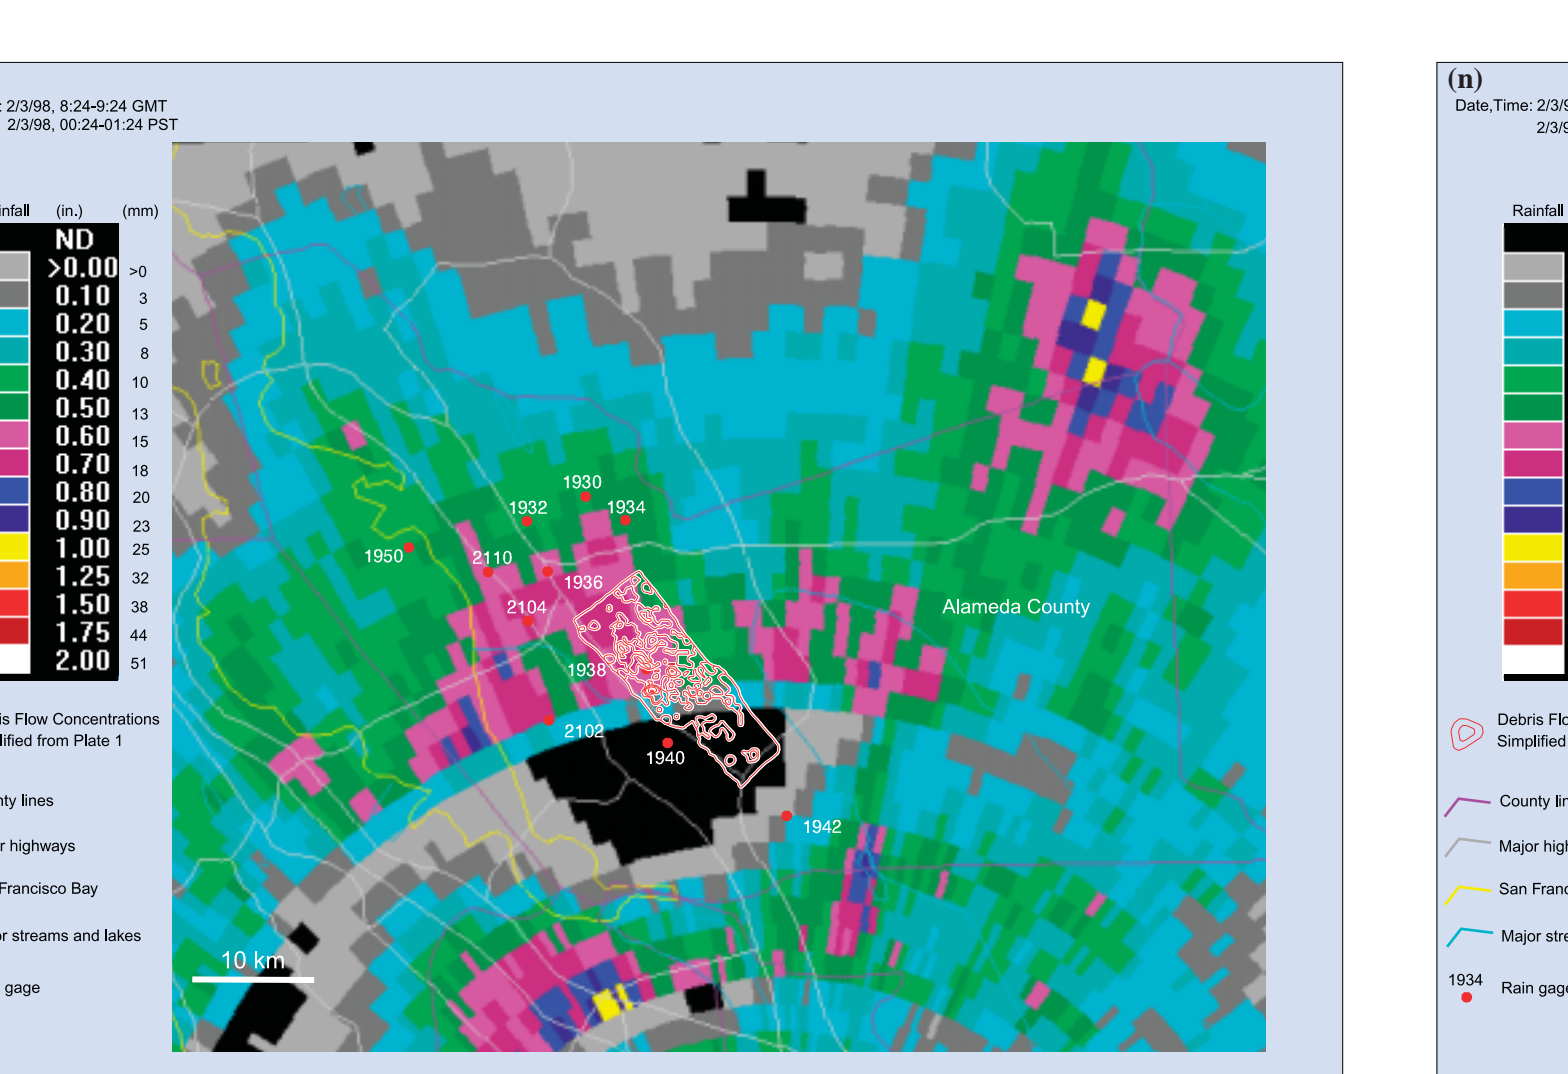 : 2/3/98, 8:24-9:24 GMT
2/3/98, 00:24-01:24 PST
nfall (in.) (mm)
ND
>0.00 >0
0.10 3
0.20 5
0.30 8
0.40 10
0.50 13
0.60 15
0.70 18
0.80 20
0.90 23
1.00 25
1.25 32
1.50 38
1.75 44
2.00 51
is Flow Concentrations
lified from Plate 1
nty lines
r highways
Francisco Bay
or streams and lakes
gage
1930
1932
1934
1950
2110
1936
2104
Alameda County
1938
2102
1940
1942
10 km
(n)
Date,Time: 2/3/9
2/3/9
Rainfall
Debris Flo
Simplified
County lin
Major high
San Franc
Major stre
1934
Rain gage